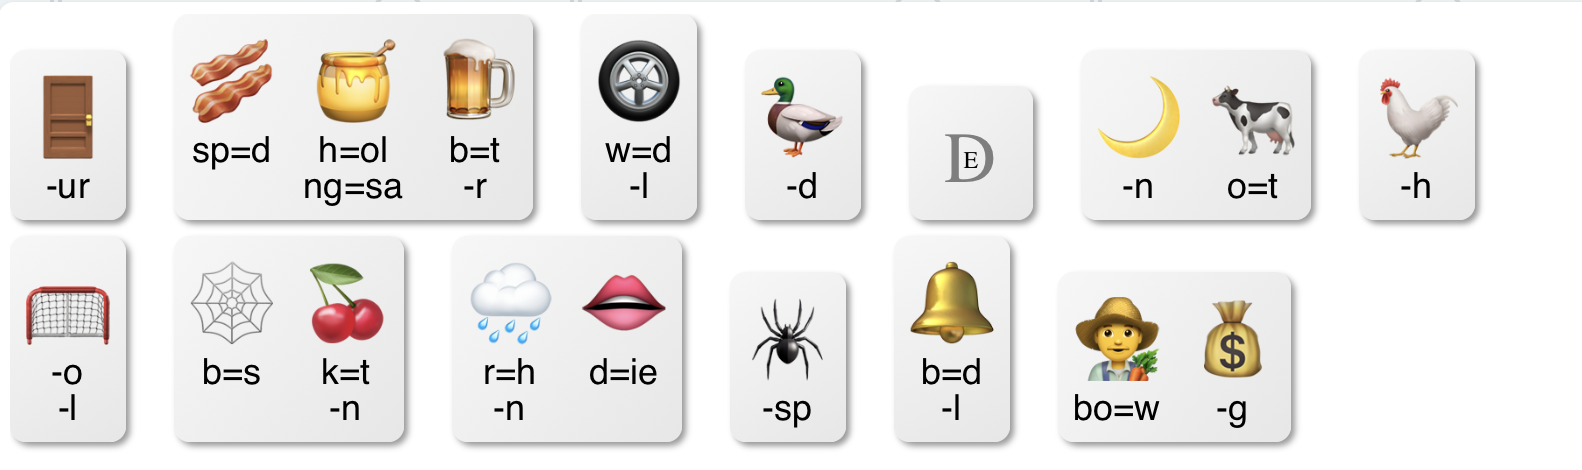 sp=d h=ol b=t w=d
-ur ng=sa -r -l -d D E -n o=t -h
-o b=s k=t r=h d=ie b=d
-l -n -n -sp -l bo=w -g
$